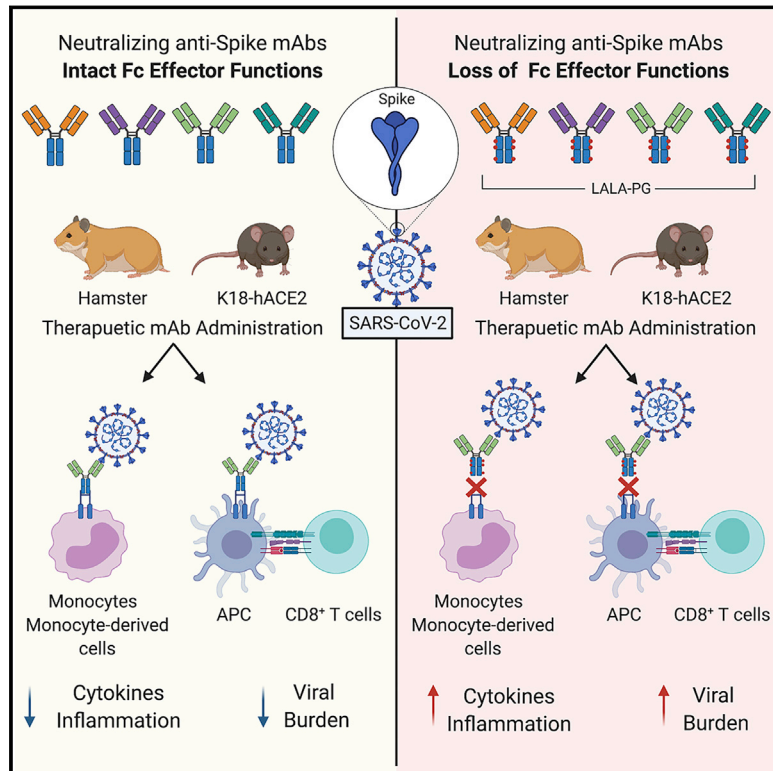 Neutralizing anti-Spike mAbs
Intact Fc Effector Functions
Hamster
K18-hACE2
Therapuetic mAb Administration
Monocytes
Monocyte-derived
cells
APC
CD8⁺ T cells
Cytokines
Inflammation
Viral
Burden
Spike
SARS-CoV-2
Neutralizing anti-Spike mAbs
Loss of Fc Effector Functions
LALA-PG
Hamster
K18-hACE2
Therapuetic mAb Administration
Monocytes
Monocyte-derived
cells
APC
CD8⁺ T cells
Cytokines
Inflammation
Viral
Burden